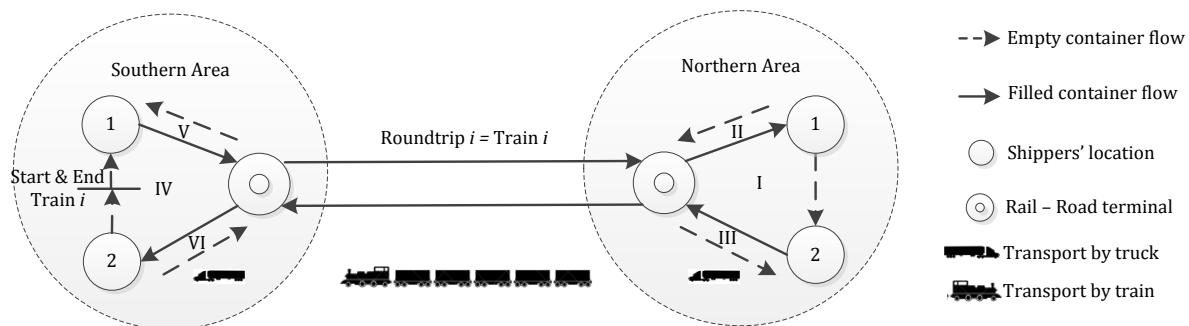 Southern Area
1
V
Start & End
Train i
IV
2
VI
Roundtrip i = Train i
Northern Area
II
1
I
III
2
Empty container flow
Filled container flow
Shippers' location
Rail – Road terminal
Transport by truck
Transport by train